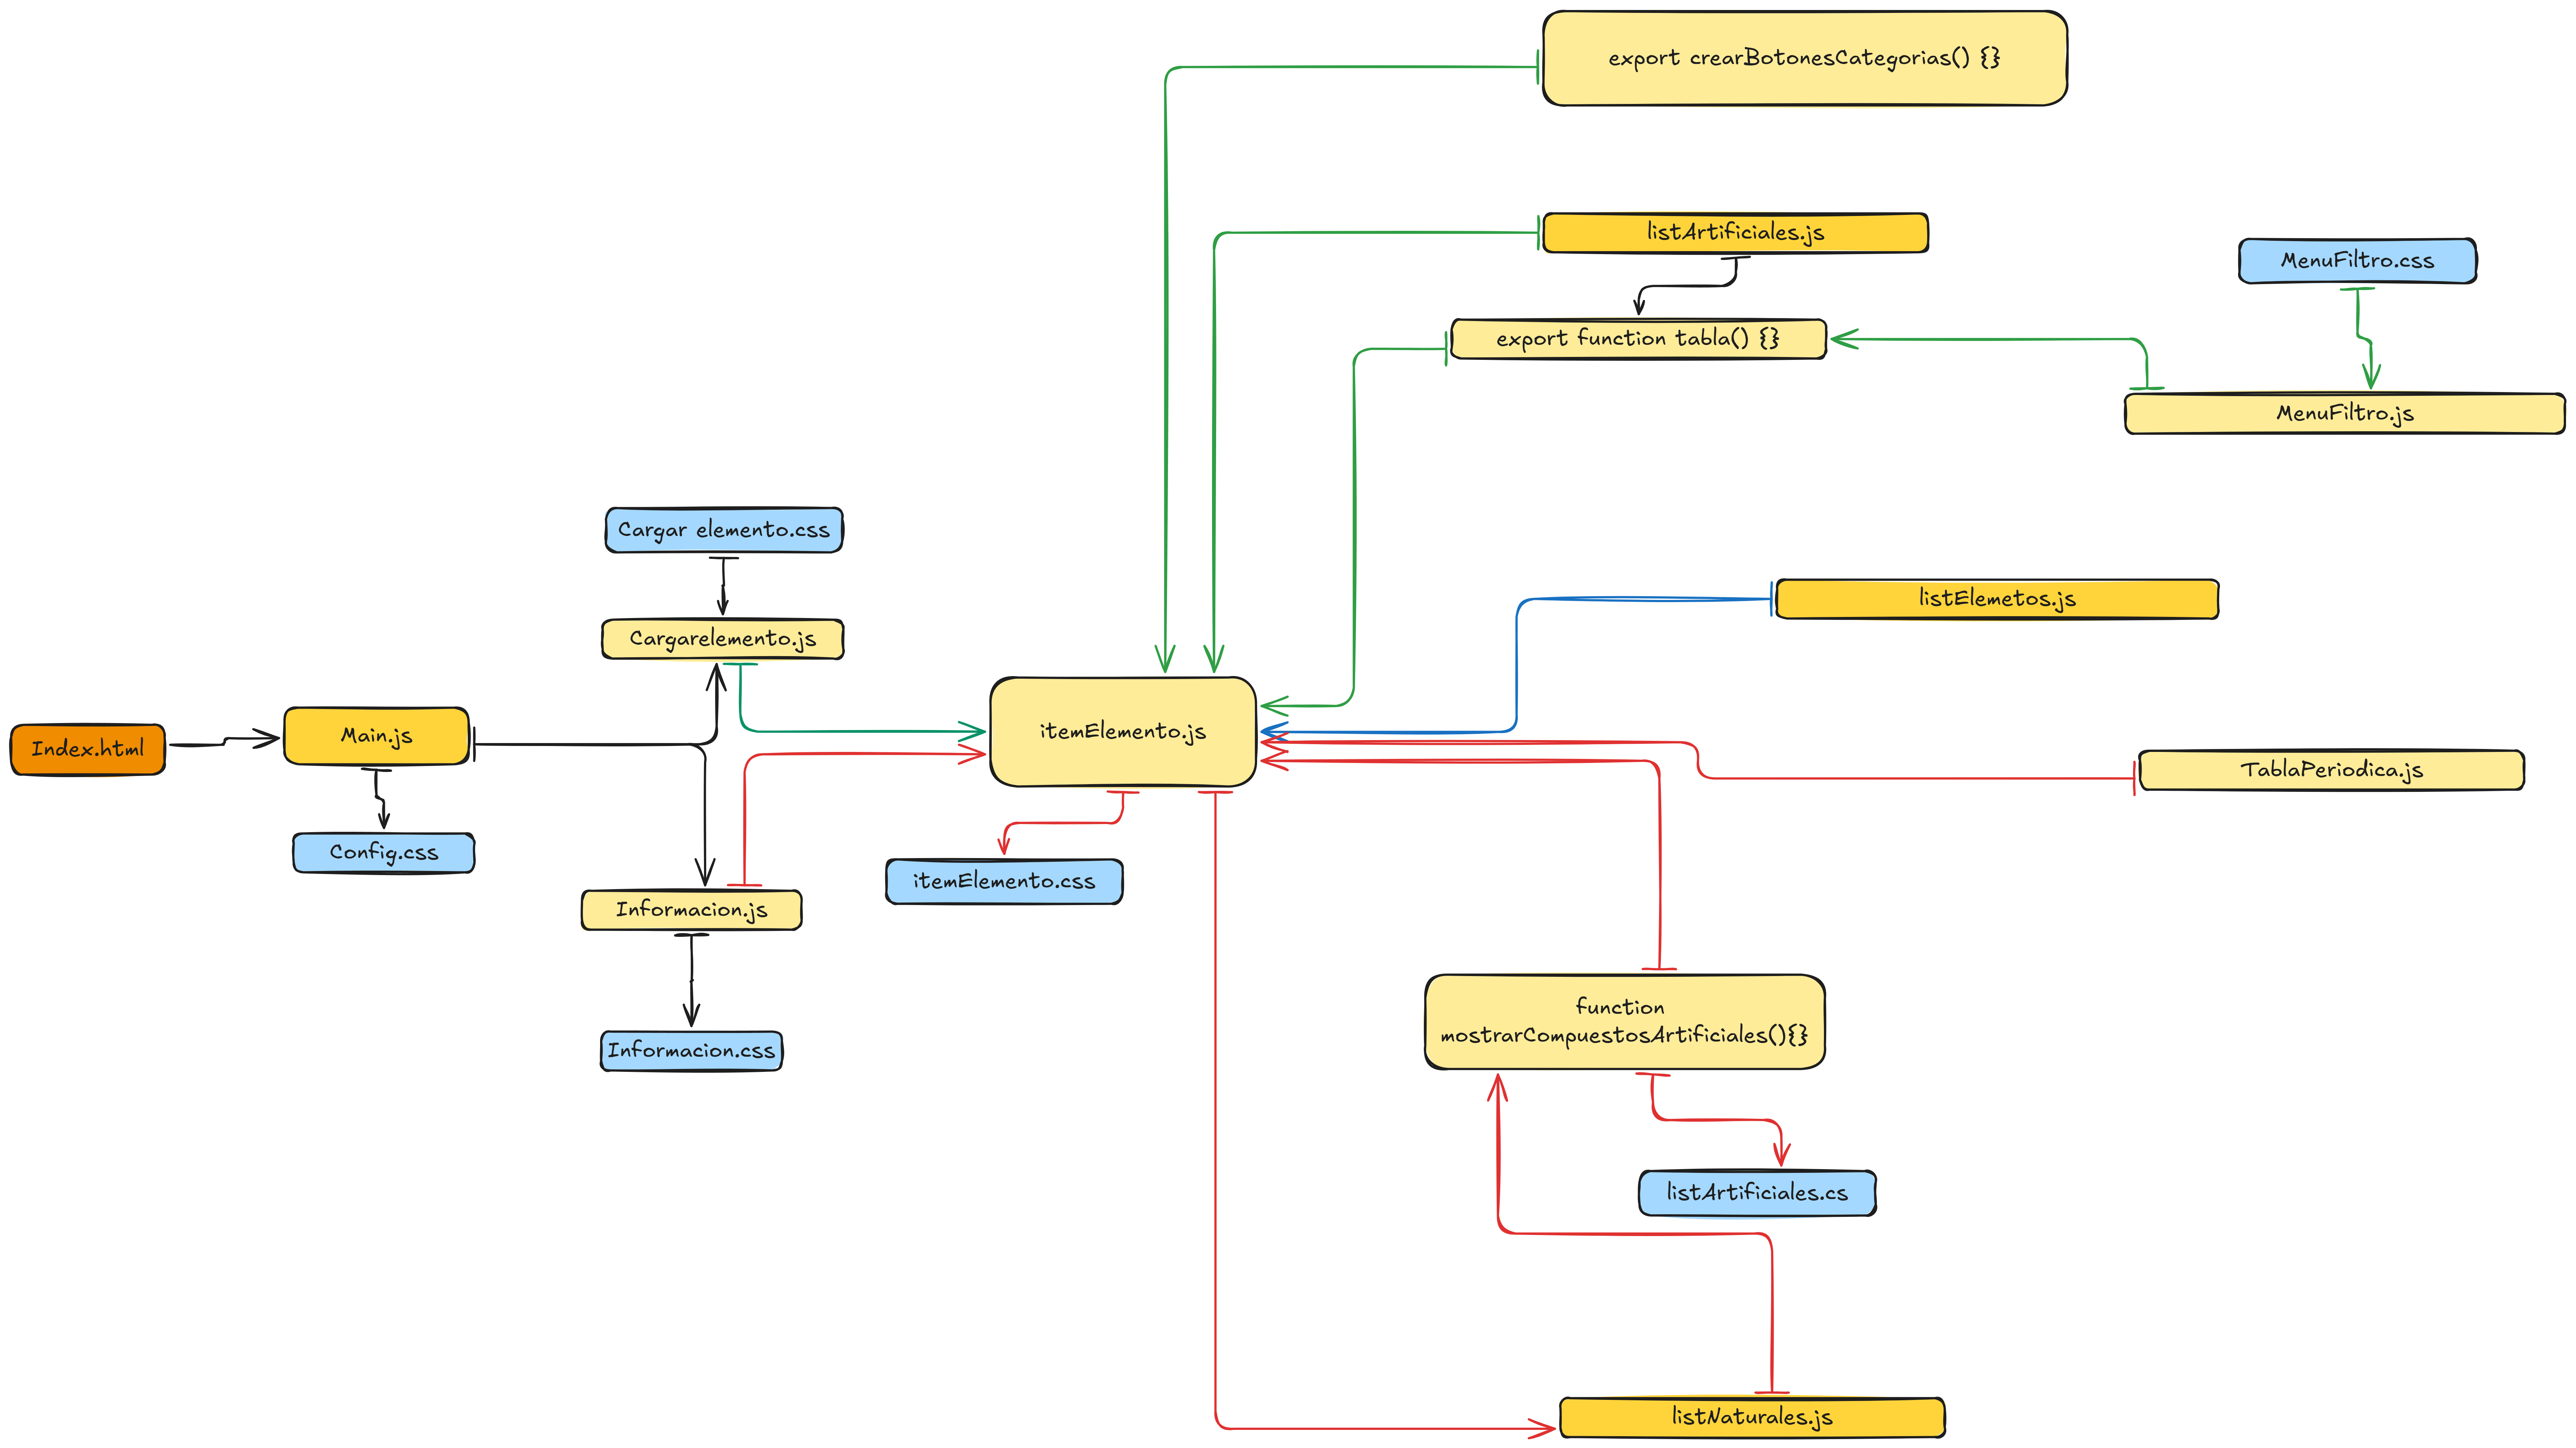 export crearBotonesCategorias() {}
listArtificiales.js
MenuFiltro.css
export function tabla() {}
MenuFiltro.js
Cargar elemento.css
listElemetos.js
Cargarelemento.js
Index.html
Main.js
itemElemento.js
TablaPeriodica.js
Config.css
itemElemento.css
Informacion.js
function
mostrarCompuestosArtificiales(){}
Informacion.css
listArtificiales.cs
listNaturales.js